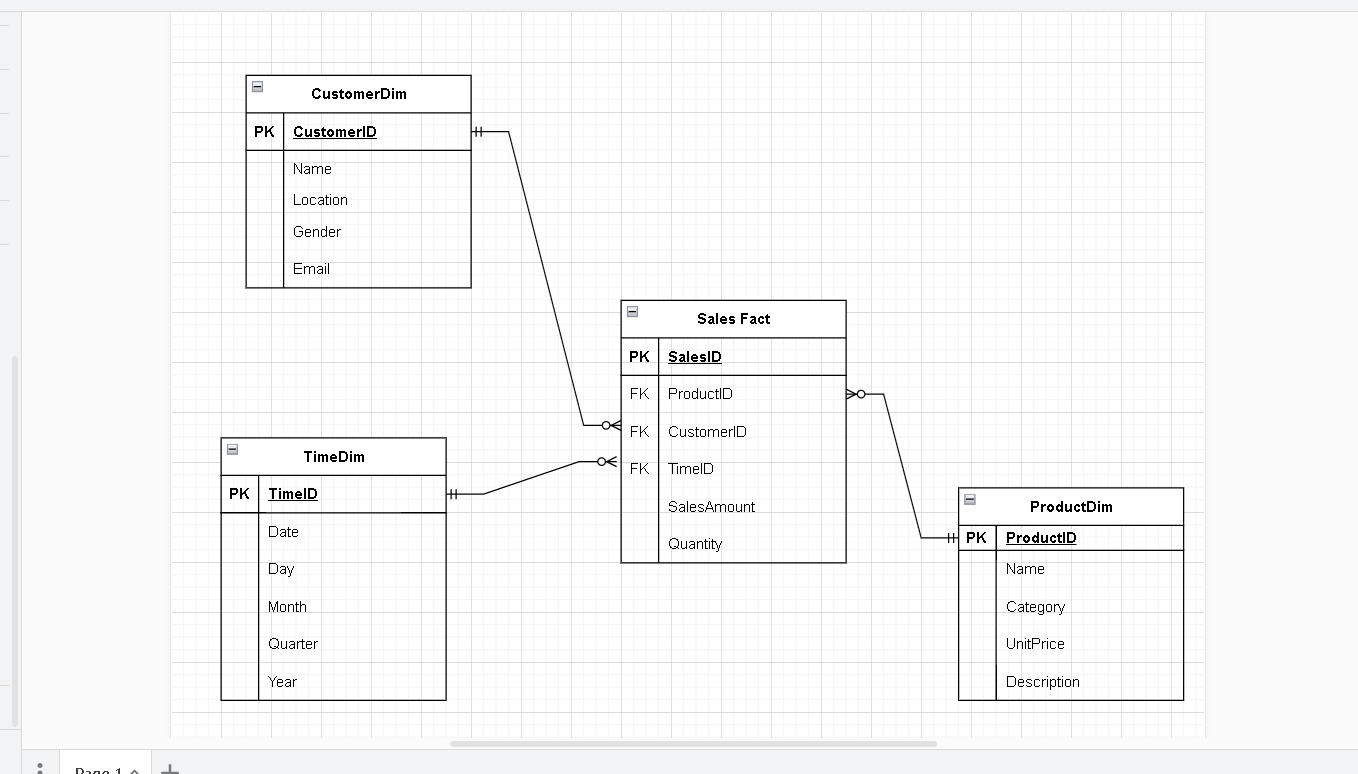 CustomerDim
PK CustomerID
Name
Location
Gender
Email
Sales Fact
PK SalesID
FK ProductID
FK CustomerID
FK TimeID
SalesAmount
Quantity
TimeDim
PK TimeID
Date
Day
Month
Quarter
Year
ProductDim
PK ProductID
Name
Category
UnitPrice
Description
Page 1